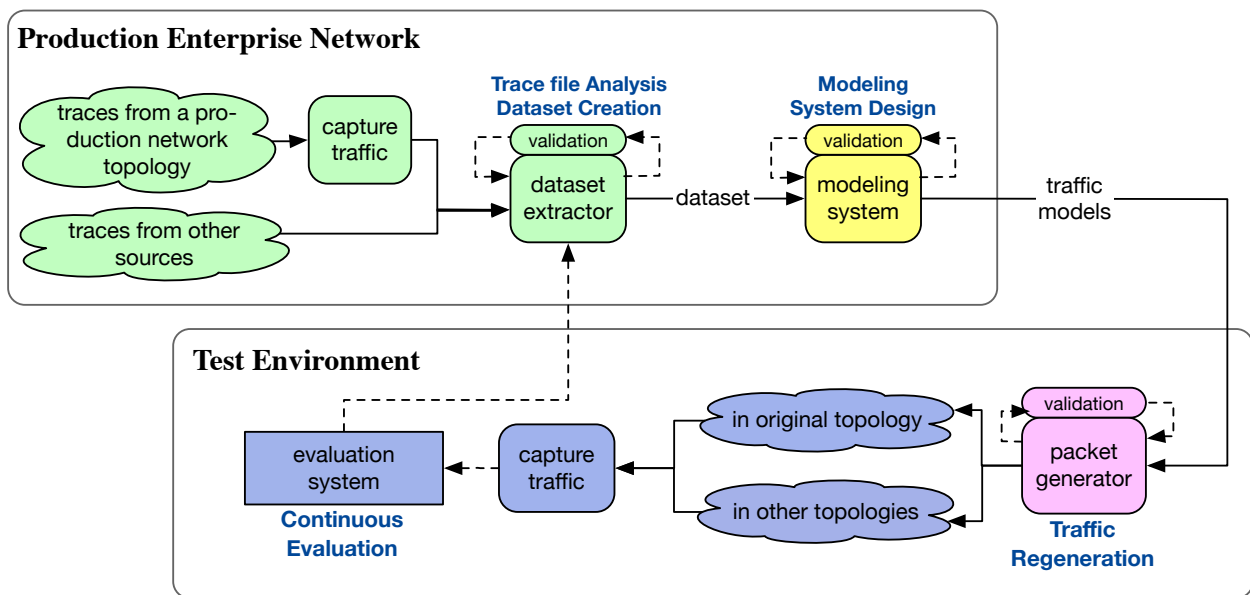 Production Enterprise Network
traces from a pro-
duction network
topology
capture
traffic
traces from other
sources
Trace file Analysis
Dataset Creation
validation
dataset
extractor
dataset
Modeling
System Design
validation
modeling
system
traffic
models
Test Environment
evaluation
system
Continuous
Evaluation
capture
traffic
in original topology
in other topologies
validation
packet
generator
Traffic
Regeneration